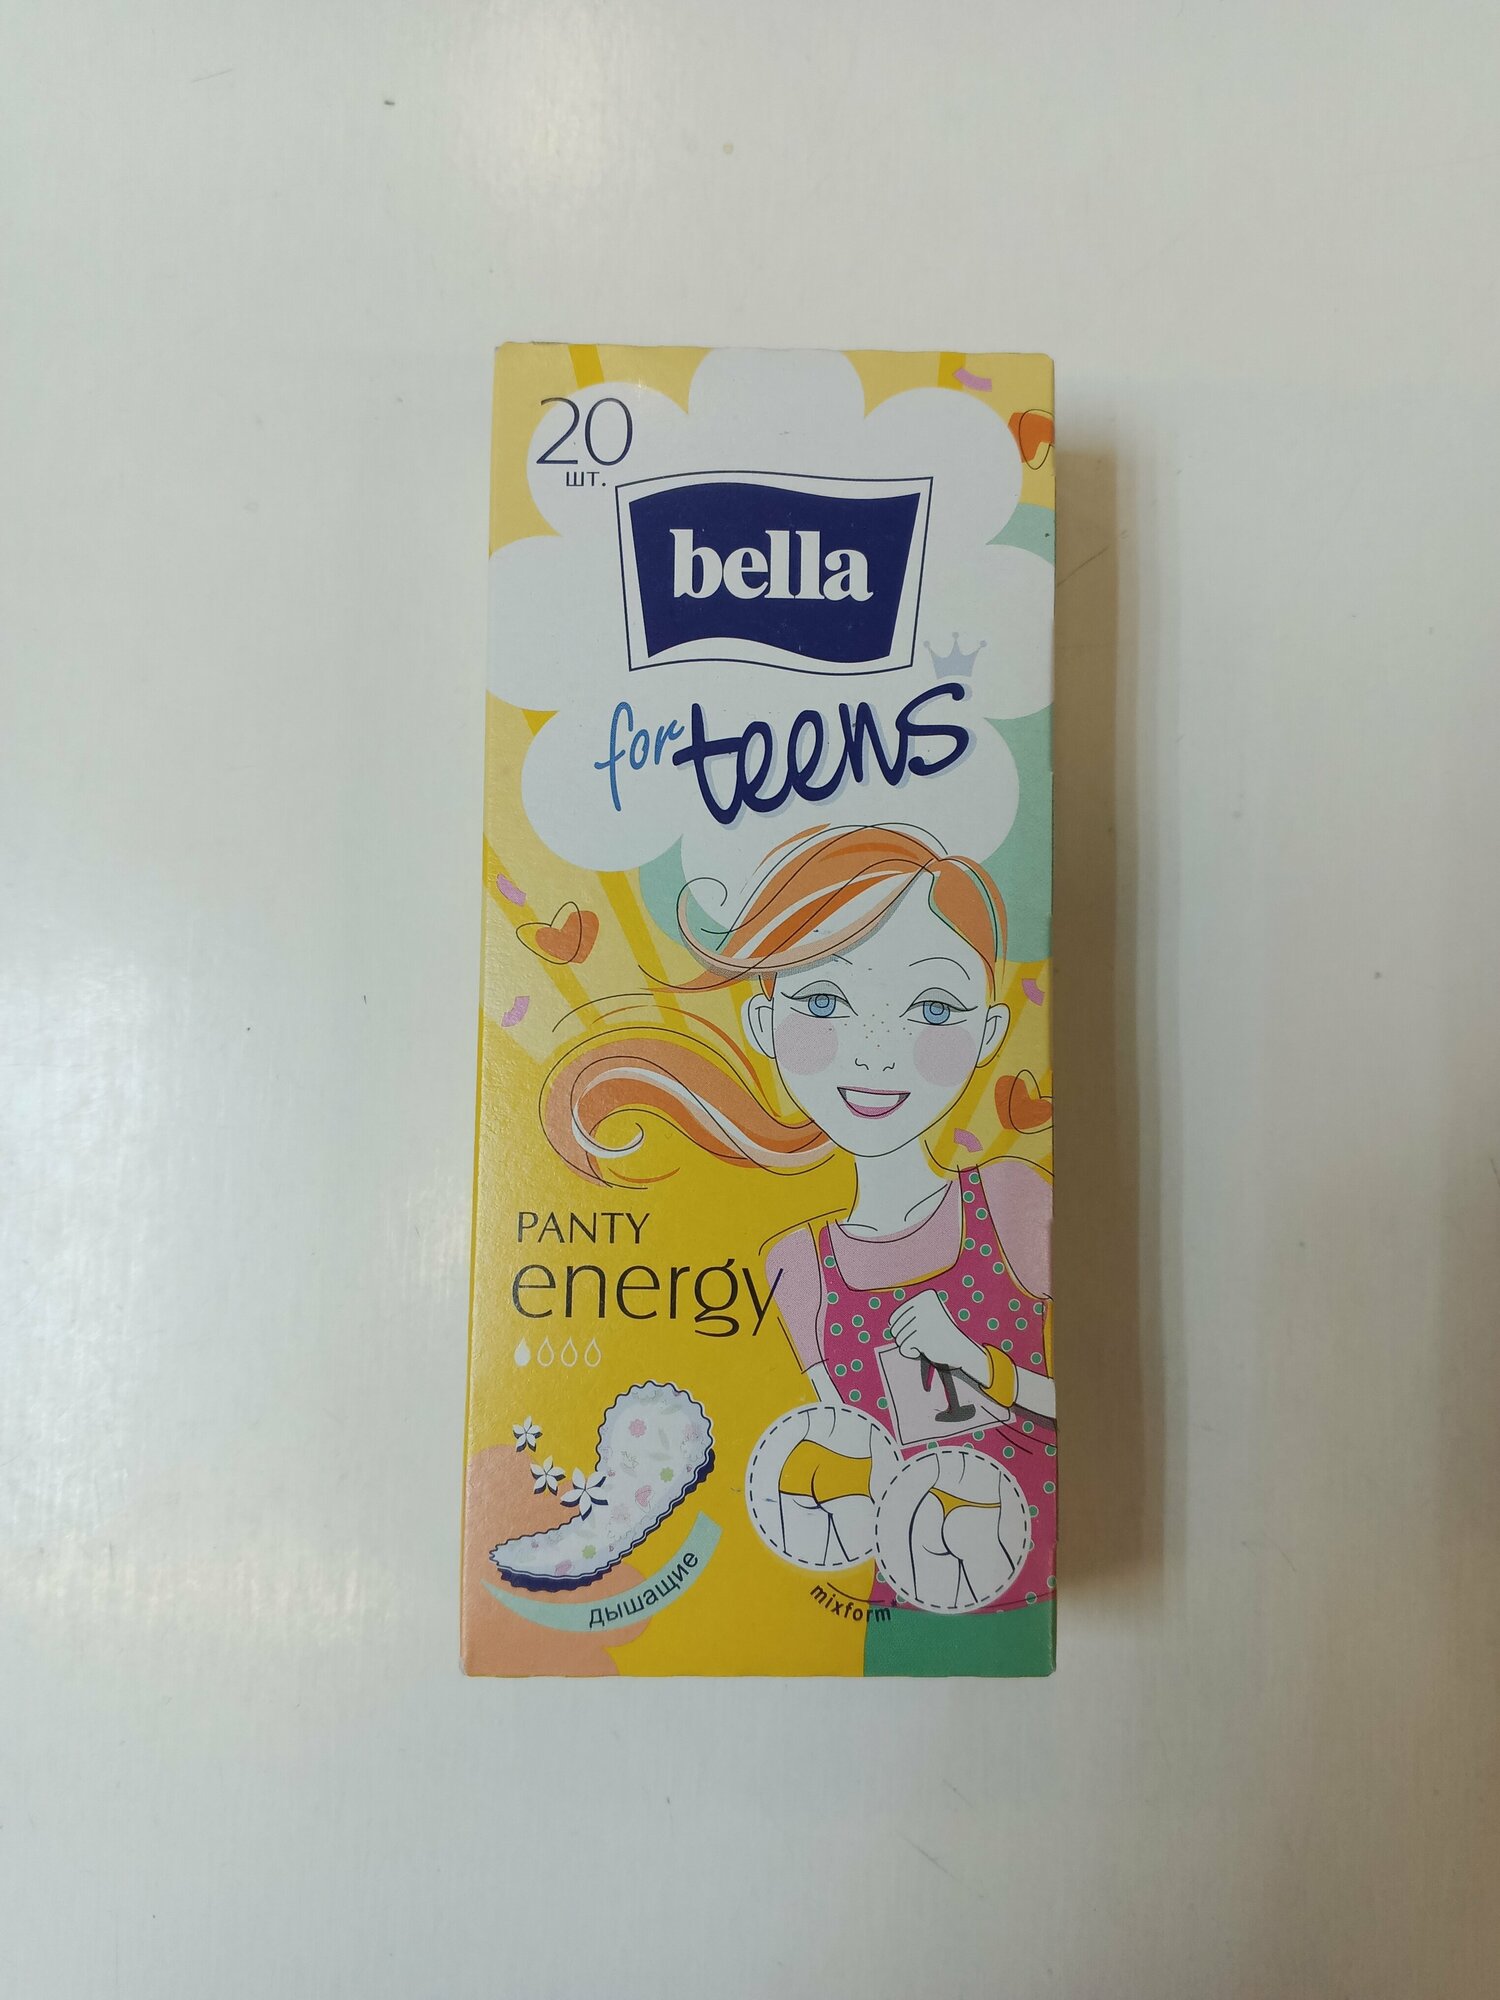 20
шт.
bella
for teens
PANTY
energy
дышащие
mixform*